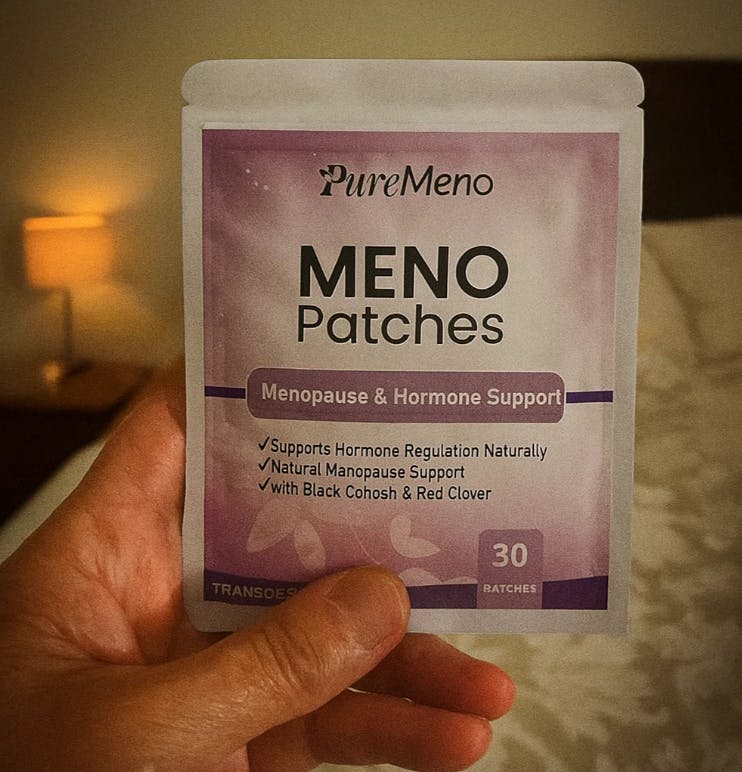 PureMeno
MENO
Patches
Menopause & Hormone Support
✓Supports Hormone Regulation Naturally
✓Natural Manopause Support
✓with Black Cohosh & Red Clover
30
RATCHES